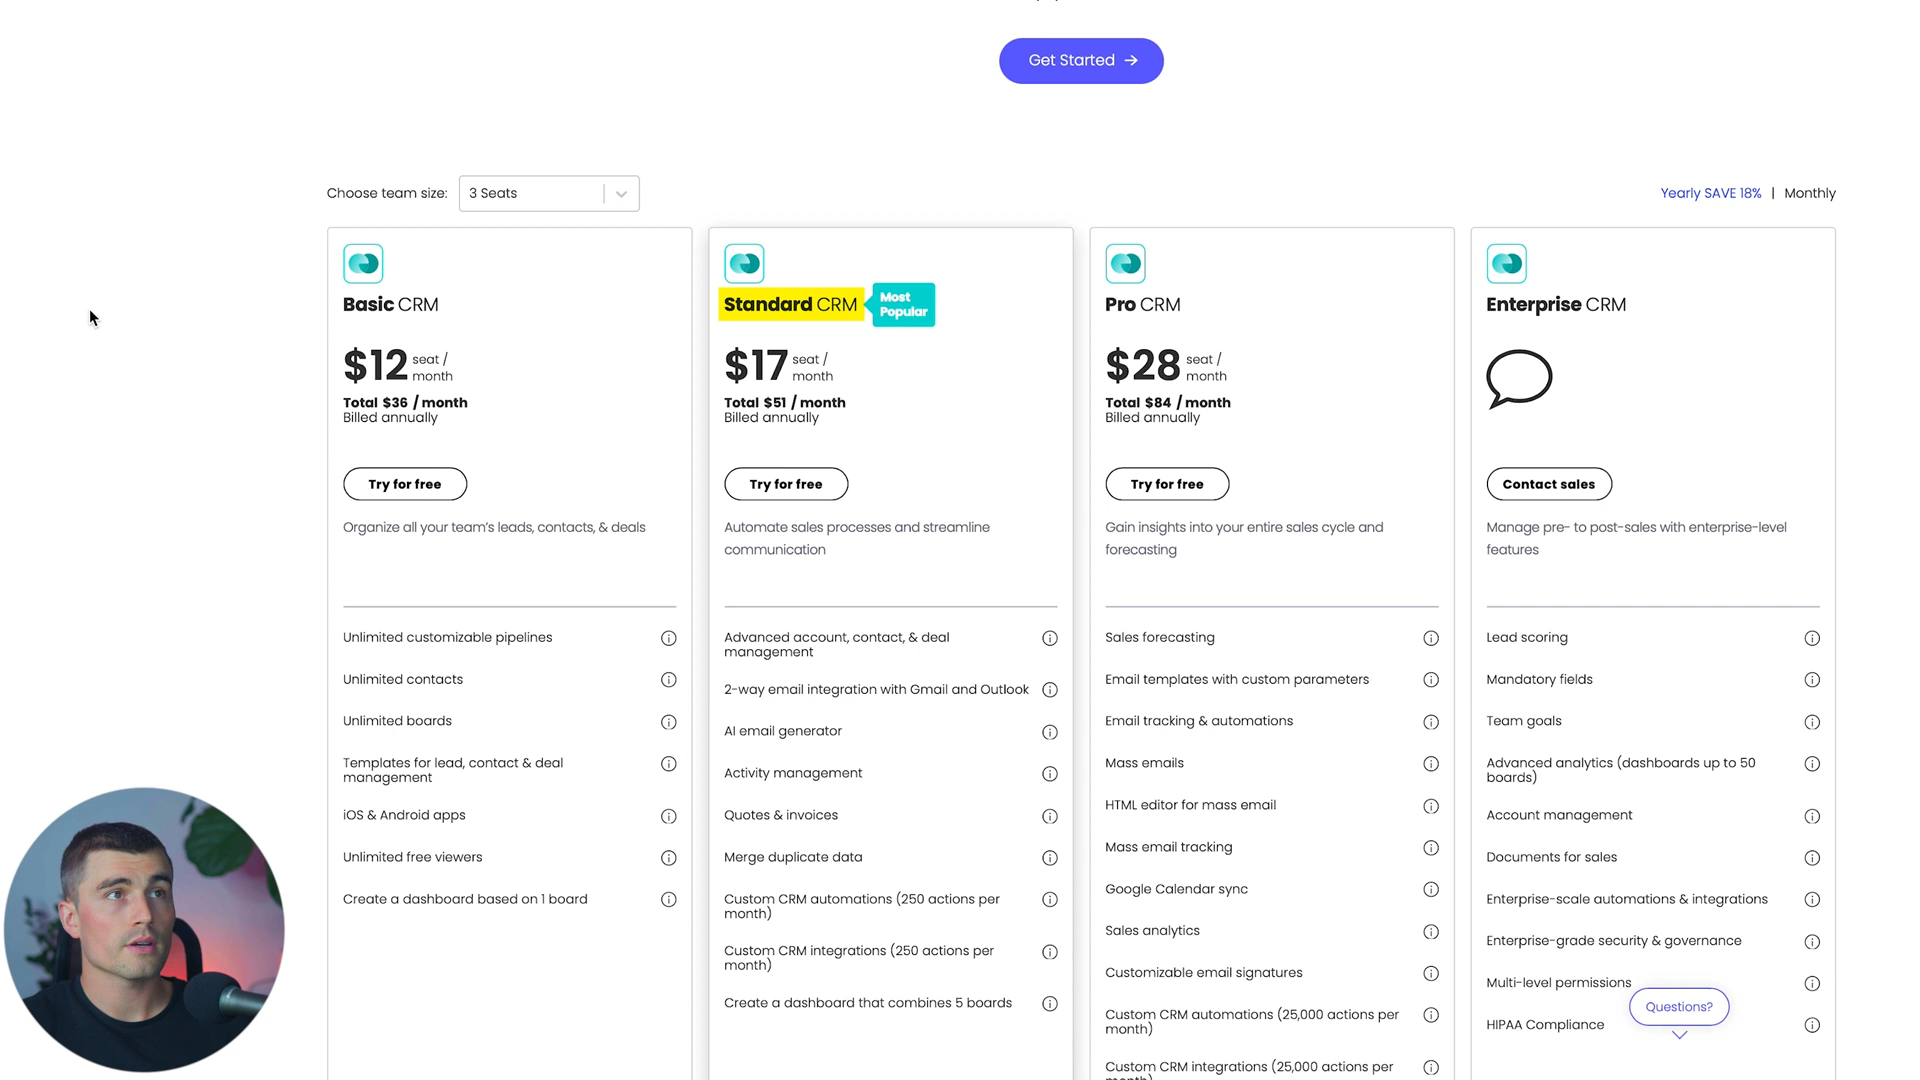 Get Started →
Choose team size:
3 Seats
Yearly SAVE 18% | Monthly
Basic CRM
$12 seat /
month
Total $36 / month
Billed annually
Try for free
Organize all your team's leads, contacts, & deals
Unlimited customizable pipelines
Unlimited contacts
Unlimited boards
Templates for lead, contact & deal
management
iOS & Android apps
Unlimited free viewers
Create a dashboard based on 1 board
Standard CRM
Most
Popular
$17 seat /
month
Total $51 / month
Billed annually
Try for free
Automate sales processes and streamline
communication
Advanced account, contact, & deal
management
2-way email integration with Gmail and Outlook
AI email generator
Activity management
Quotes & invoices
Merge duplicate data
Custom CRM automations (250 actions per
month)
Custom CRM integrations (250 actions per
month)
Create a dashboard that combines 5 boards
Pro CRM
$28 seat /
month
Total $84 / month
Billed annually
Try for free
Gain insights into your entire sales cycle and
forecasting
Sales forecasting
Email templates with custom parameters
Email tracking & automations
Mass emails
HTML editor for mass email
Mass email tracking
Google Calendar sync
Sales analytics
Customizable email signatures
Custom CRM automations (25,000 actions per
month)
Custom CRM integrations (25,000 actions per
month)
Enterprise CRM
Contact sales
Manage pre- to post-sales with enterprise-level
features
Lead scoring
Mandatory fields
Team goals
Advanced analytics (dashboards up to 50
boards)
Account management
Documents for sales
Enterprise-scale automations & integrations
Enterprise-grade security & governance
Multi-level permissions
HIPAA Compliance
Questions?